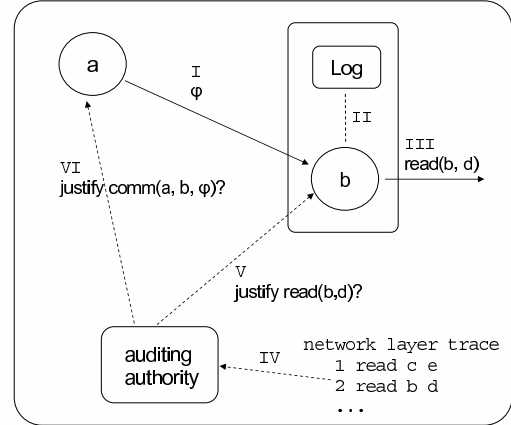 a
I
φ
Log
II
III
read(b, d)
b
VI
justify comm(a, b, φ)?
V
justify read(b,d)?
auditing
authority
IV
network layer trace
1 read c e
2 read b d
...